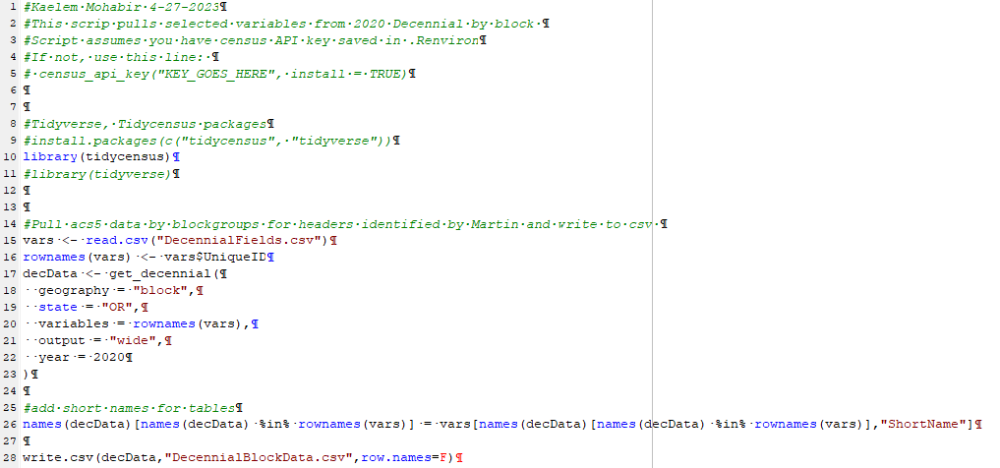 1 #Kaelem·Mohabir·4-27-2023¶
2 #This·scrip·pulls·selected·variables·from·2020·Decennial·by·block·¶
3 #Script·assumes·you·have·census·API·key·saved·in·.Renviron¶
4 #If·not,·use·this·line:·¶
5 #·census_api_key("KEY_GOES_HERE",·install·=·TRUE)¶
6 ¶
7 ¶
8 #Tidyverse,·Tidycensus·packages¶
9 #install.packages(c("tidycensus",·"tidyverse"))¶
10 library(tidycensus)¶
11 #library(tidyverse)¶
12 ¶
13 ¶
14 #Pull·acs5·data·by·blockgroups·for·headers·identified·by·Martin·and·write·to·csv·¶
15 vars·<-·read.csv("DecennialFields.csv")¶
16 rownames(vars)·<-·vars$UniqueID¶
17 decData·<-·get_decennial(¶
18 ··geography·=·"block",¶
19 ··state·=·"OR",¶
20 ··variables·=·rownames(vars),¶
21 ··output·=·"wide",¶
22 ··year·=·2020¶
23 )¶
24 ¶
25 #add·short·names·for·tables¶
26 names(decData)[names(decData)·%in%·rownames(vars)]·=·vars[names(decData)[names(decData)·%in%·rownames(vars)],"ShortName"]¶
27 ¶
28 write.csv(decData,"DecennialBlockData.csv",row.names=F)¶